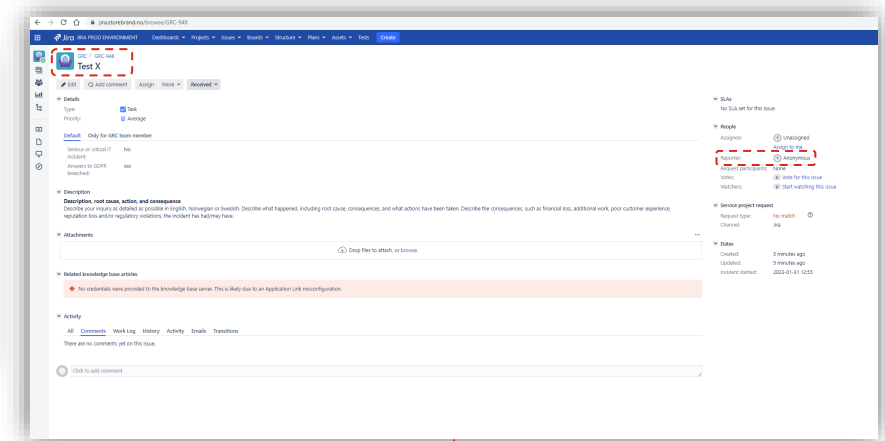 jira.storebrand.no/browse/GRC-948
Jira JIRA PROD ENVIRONMENT Dashboards Projects Issues Boards Structure Plans Assets Tests Create
GRC / GRC-948
Test X
Edit Add comment Assign More Received
Details
Type: Task
Priority: Average
Default Only for GRC team member
Serious or critical IT incident: No
Answers to GDPR breached: xxx
Description
Description, root cause, action, and consequence
Describe your inquiry as detailed as possible in English, Norwegian or Swedish. Describe what happened, including root cause, consequences, and what actions have been taken. Describe the consequences, such as financial loss, additional work, poor customer experience,
reputation loss and/or regulatory violations, the incident has had/may have.
Attachments
Drop files to attach, or browse.
Related knowledge base articles
No credentials were provided to the knowledge base server. This is likely due to an Application Link misconfiguration.
Activity
All Comments Work Log History Activity Emails Transitions
There are no comments yet on this issue.
Click to add comment
SLAs
No SLA set for this issue
People
Assignee: Unassigned
Assign to me
Reporter: Anonymous
Request participants: None
Votes: 0 Vote for this issue
Watchers: 0 Start watching this issue
Service project request
Request type: No match
Channel: Jira
Dates
Created: 5 minutes ago
Updated: 5 minutes ago
Incident started: 2023-01-31 12:55